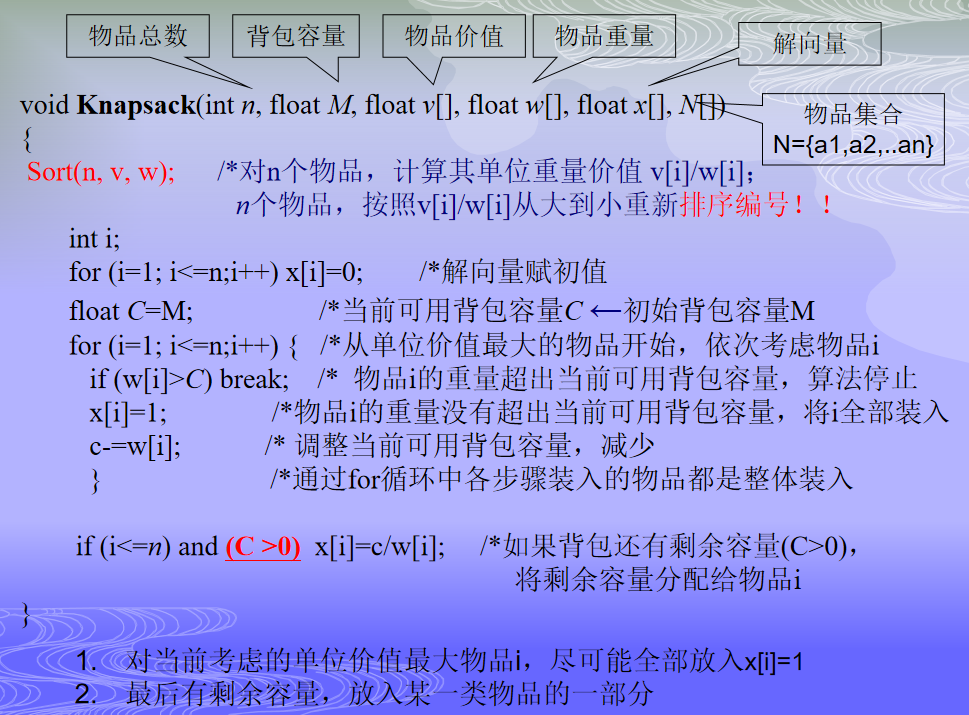 物品总数
背包容量
物品价值
物品重量
解向量
void Knapsack(int n, float M, float v[], float w[], float x[], N[])
物品集合
N={a1,a2,..an}
{
Sort(n, v, w); /*对n个物品，计算其单位重量价值 v[i]/w[i]；
n个物品，按照v[i]/w[i]从大到小重新排序编号！！
int i;
for (i=1; i<=n;i++) x[i]=0; /*解向量赋初值
float C=M; /*当前可用背包容量C ←初始背包容量M
for (i=1; i<=n;i++) { /*从单位价值最大的物品开始，依次考虑物品i
if (w[i]>C) break; /* 物品i的重量超出当前可用背包容量，算法停止
x[i]=1; /*物品i的重量没有超出当前可用背包容量，将i全部装入
c-=w[i]; /* 调整当前可用背包容量，减少
} /*通过for循环中各步骤装入的物品都是整体装入
if (i<=n) and (C >0) x[i]=c/w[i]; /*如果背包还有剩余容量(C>0)，
将剩余容量分配给物品i
}
1. 对当前考虑的单位价值最大物品i，尽可能全部放入x[i]=1
2. 最后有剩余容量，放入某一类物品的一部分